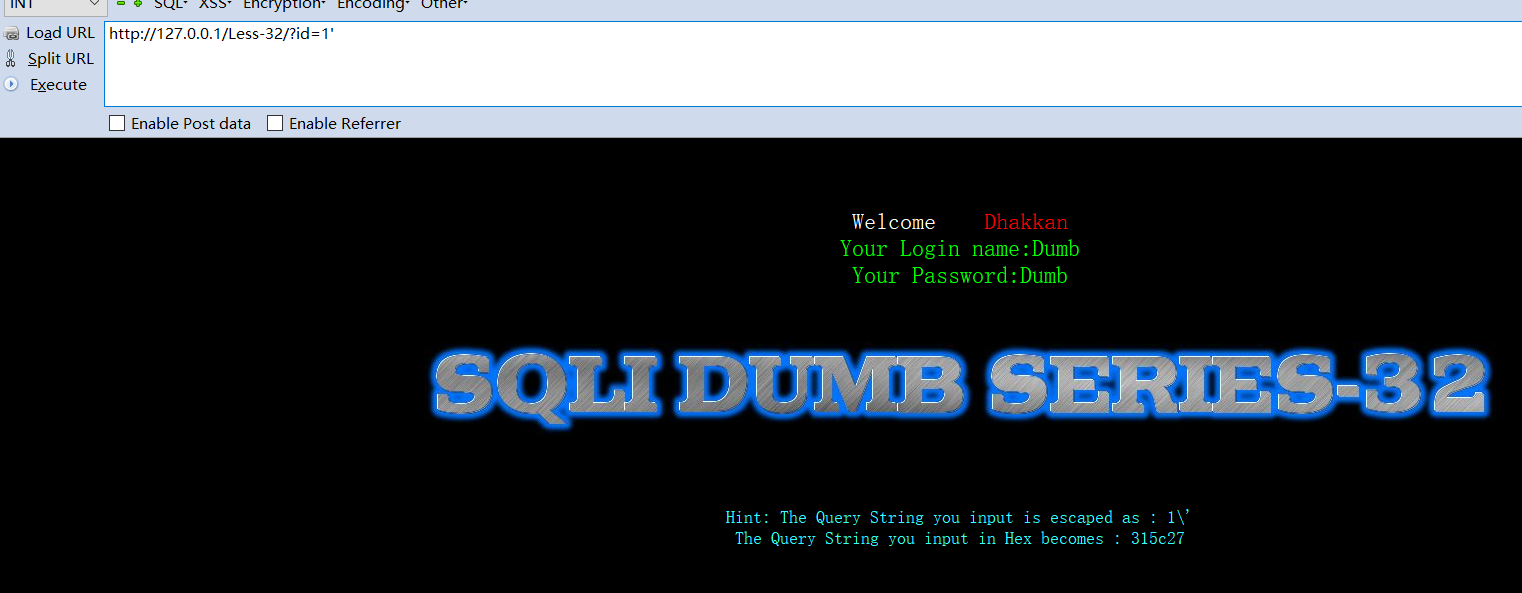 INT SQL XSS Encryption Encoding Other
Load URL http://127.0.0.1/Less-32/?id=1'
Split URL
Execute
Enable Post data Enable Referrer
Welcome Dhakkan
Your Login name:Dumb
Your Password:Dumb
SQLI DUMB SERIES-32
Hint: The Query String you input is escaped as : 1\'
The Query String you input in Hex becomes : 315c27